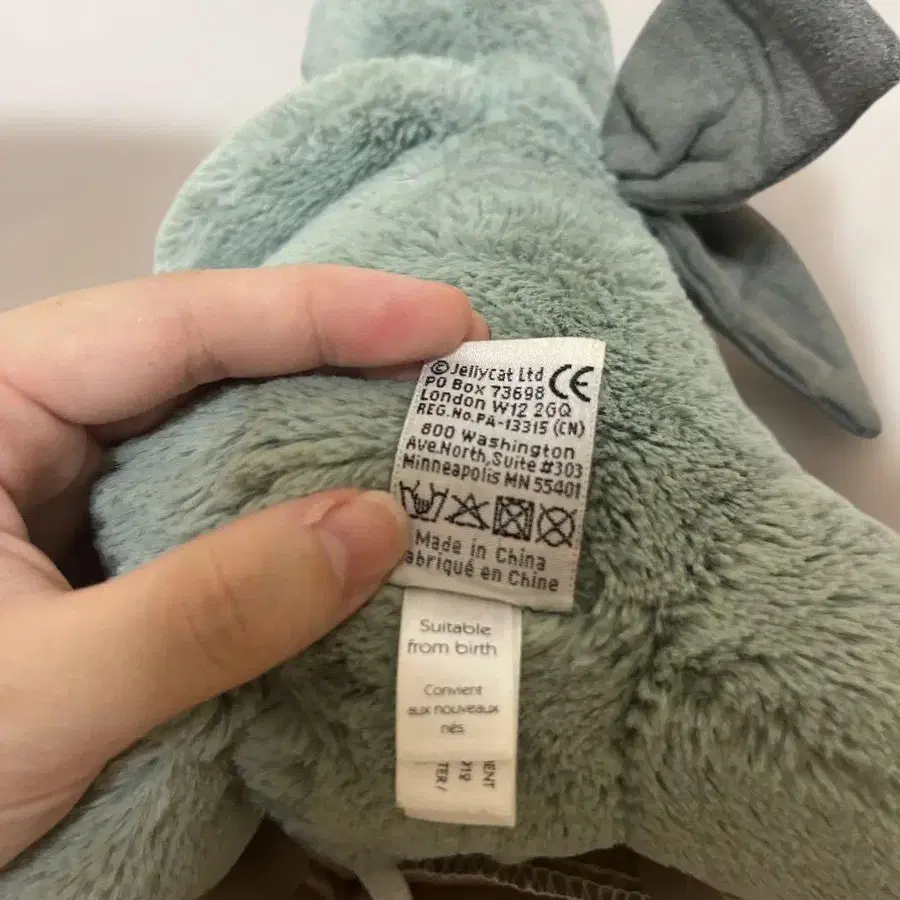 ©Jellycat Ltd CE
PO Box 73698
London W12 2GQ
REG.No.PA-13315 (CN)
800 Washington
Ave.North,Suite #303
Minneapolis MN 55401
Made in China
abriqué en Chine
Suitable
from birth
Convient
aux nouveaux
nés